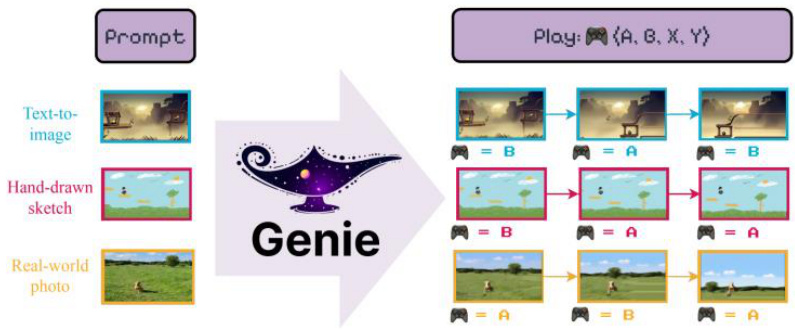 Prompt
Play: {A, B, X, Y}
Text-to-
image
= B
= A
= B
Hand-drawn
sketch
= B
= A
= A
Genie
Real-world
photo
= A
= B
= A